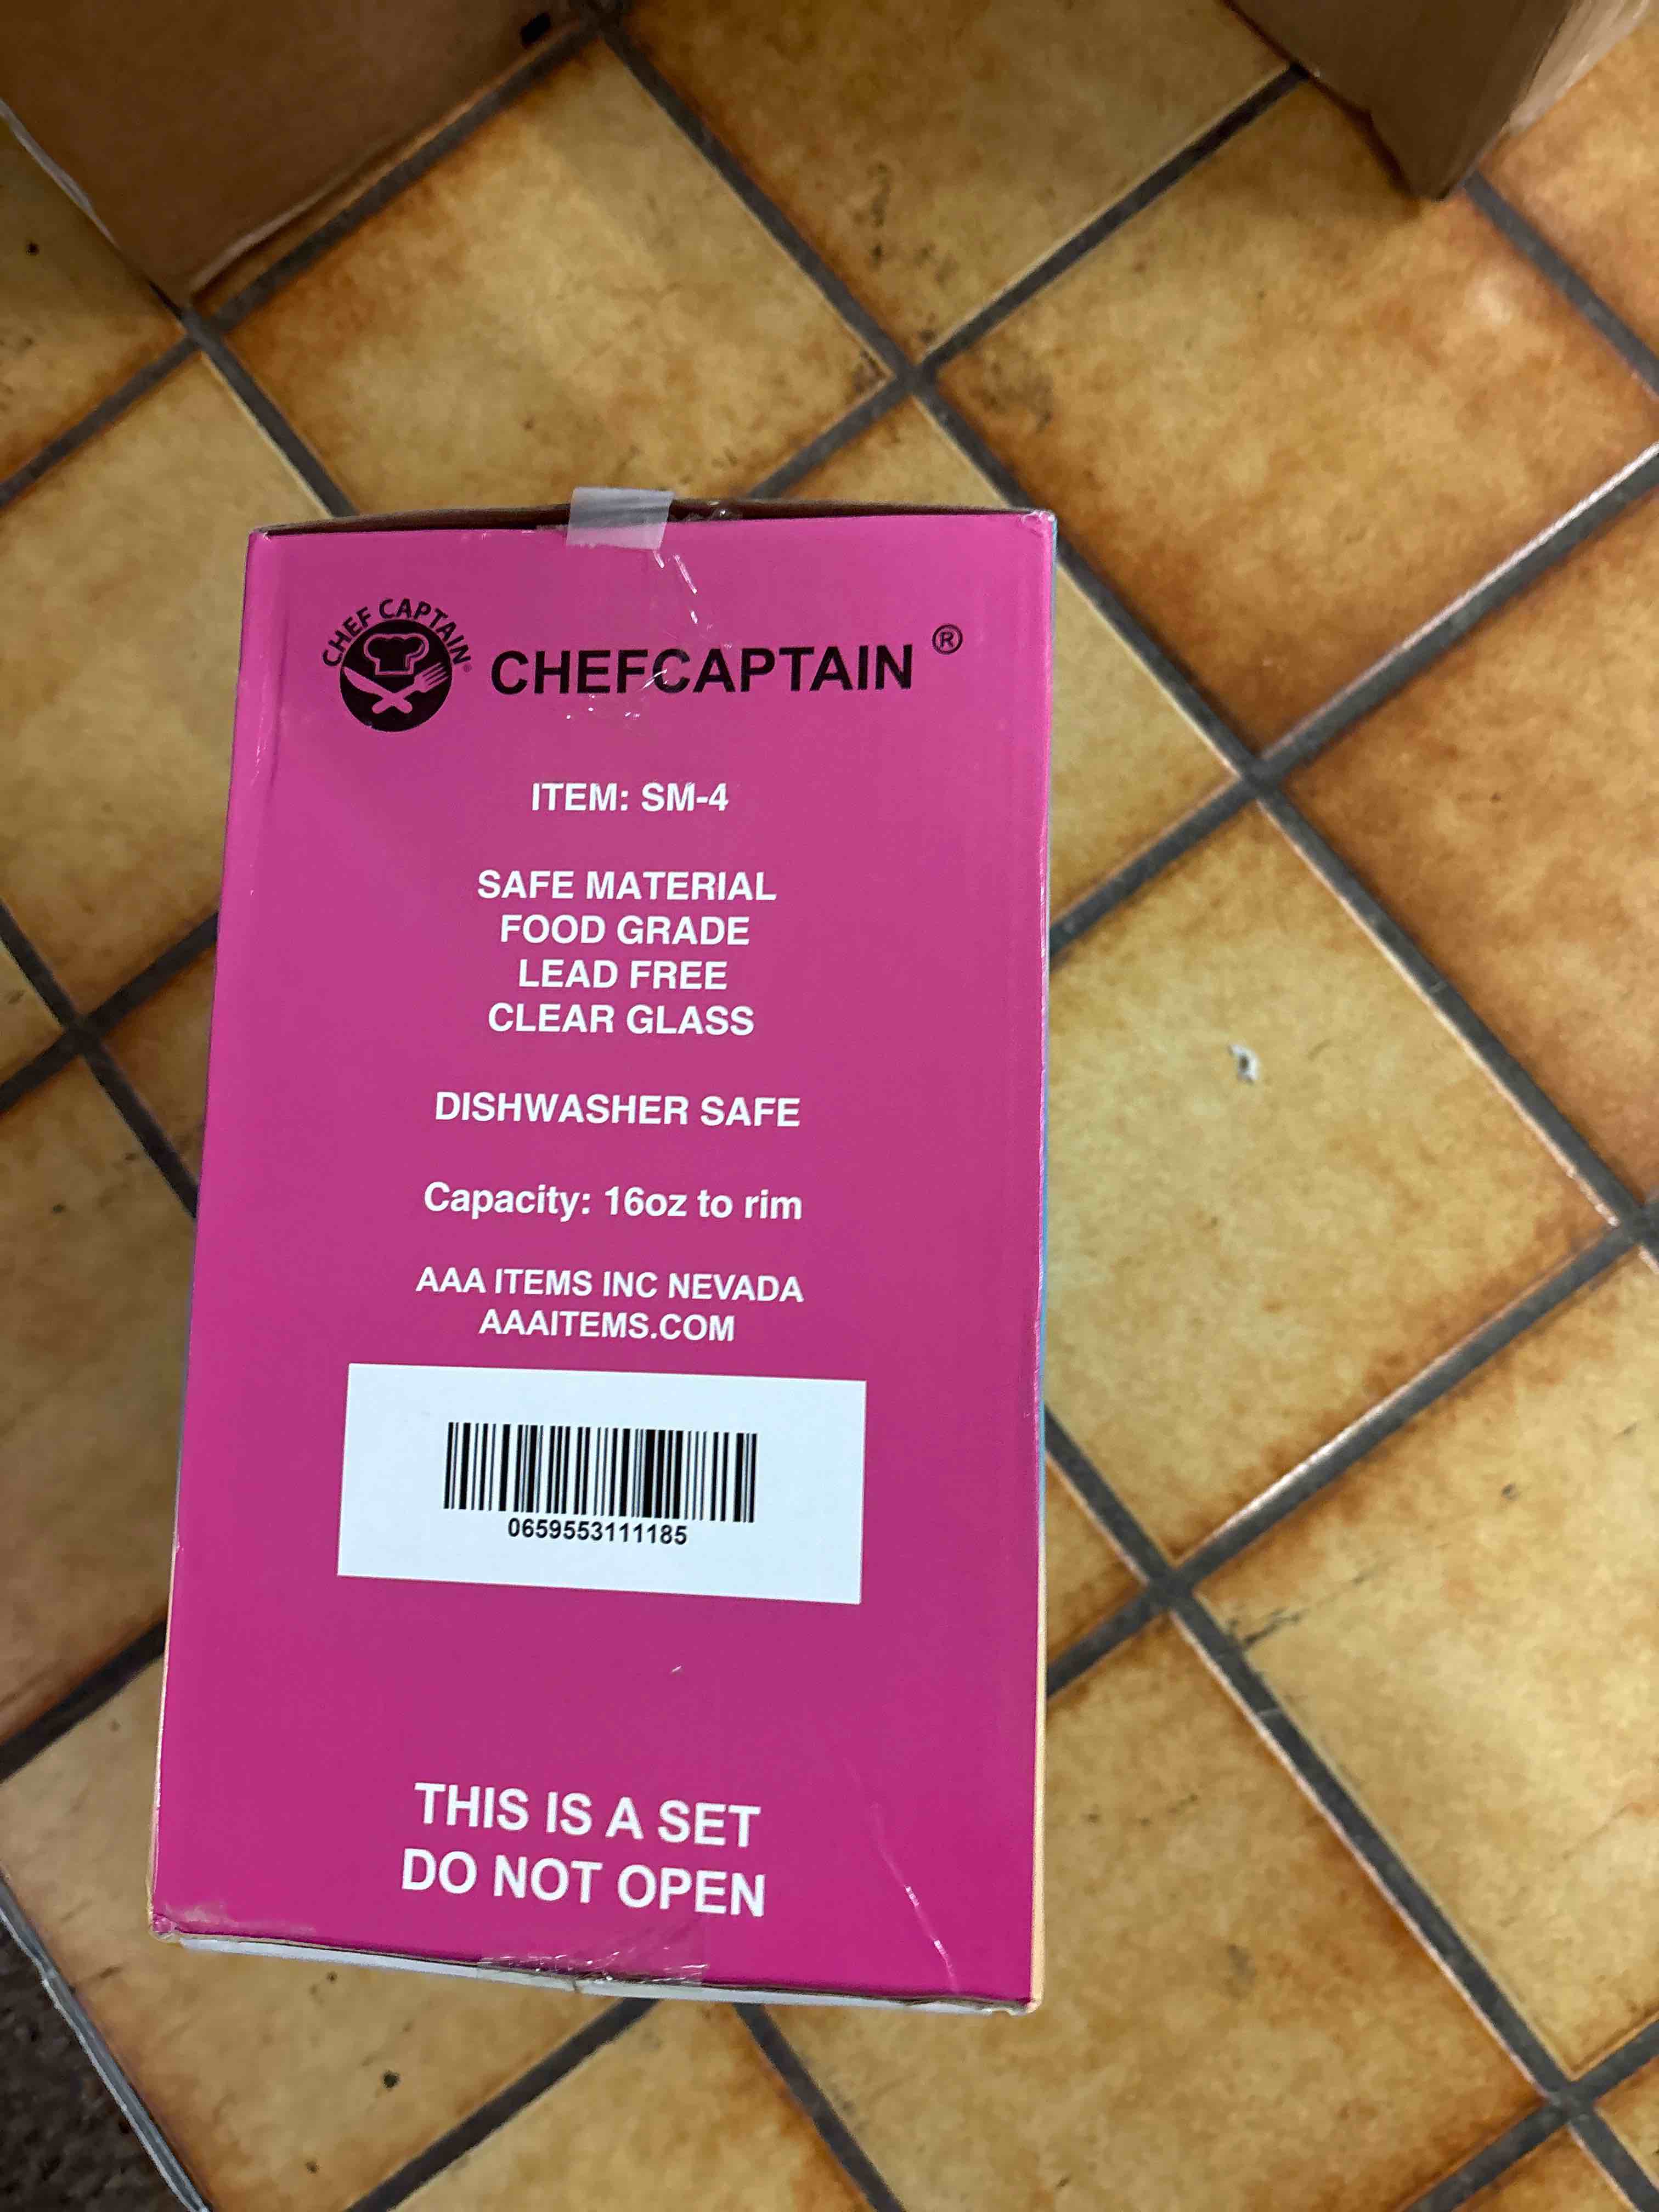 CHEF CAPTAIN®
CHEFCAPTAIN ®
ITEM: SM-4
SAFE MATERIAL
FOOD GRADE
LEAD FREE
CLEAR GLASS
DISHWASHER SAFE
Capacity: 16oz to rim
AAA ITEMS INC NEVADA
AAAITEMS.COM
0659553111185
THIS IS A SET
DO NOT OPEN